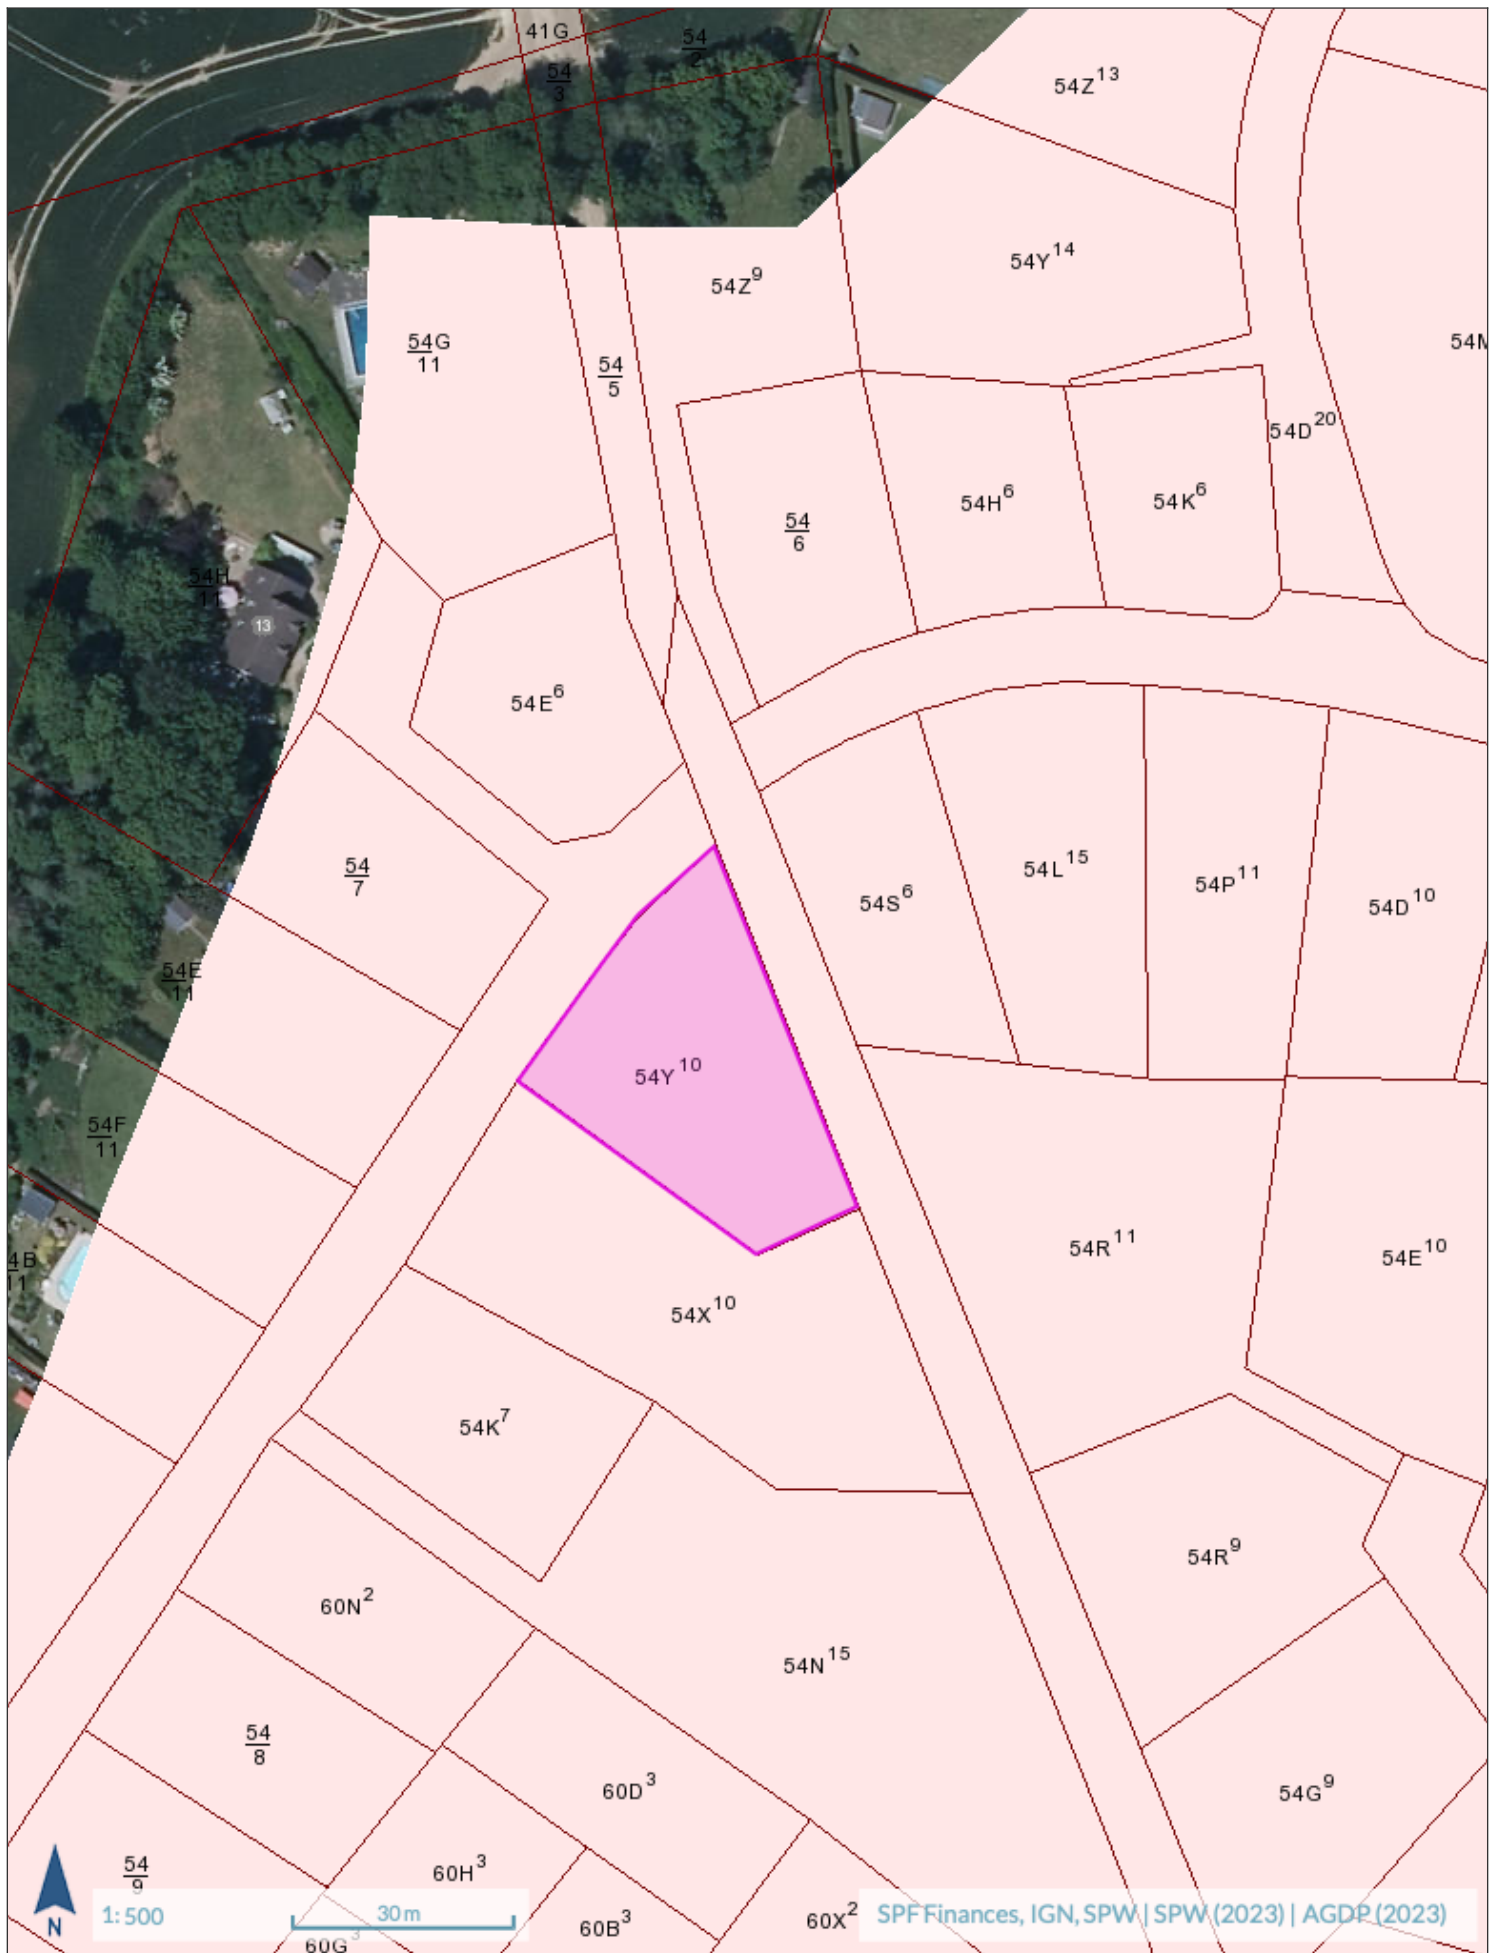 41G
54/2
54/3
54Z¹³
54Y¹⁴
54Z⁹
54G/11
54/5
54D²⁰
54K⁶
54H⁶
54/6
54H/11
13
54E⁶
54/7
54L¹⁵
54P¹¹
54S⁶
54D¹⁰
54E/11
54Y¹⁰
54F/11
54R¹¹
54E¹⁰
54X¹⁰
54K⁷
54R⁹
60N²
54N¹⁵
54/8
60D³
54G⁹
54/9
60H³
60B³
60X²
60G³
N
1: 500
30 m
SPF Finances, IGN, SPW | SPW (2023) | AGDP (2023)